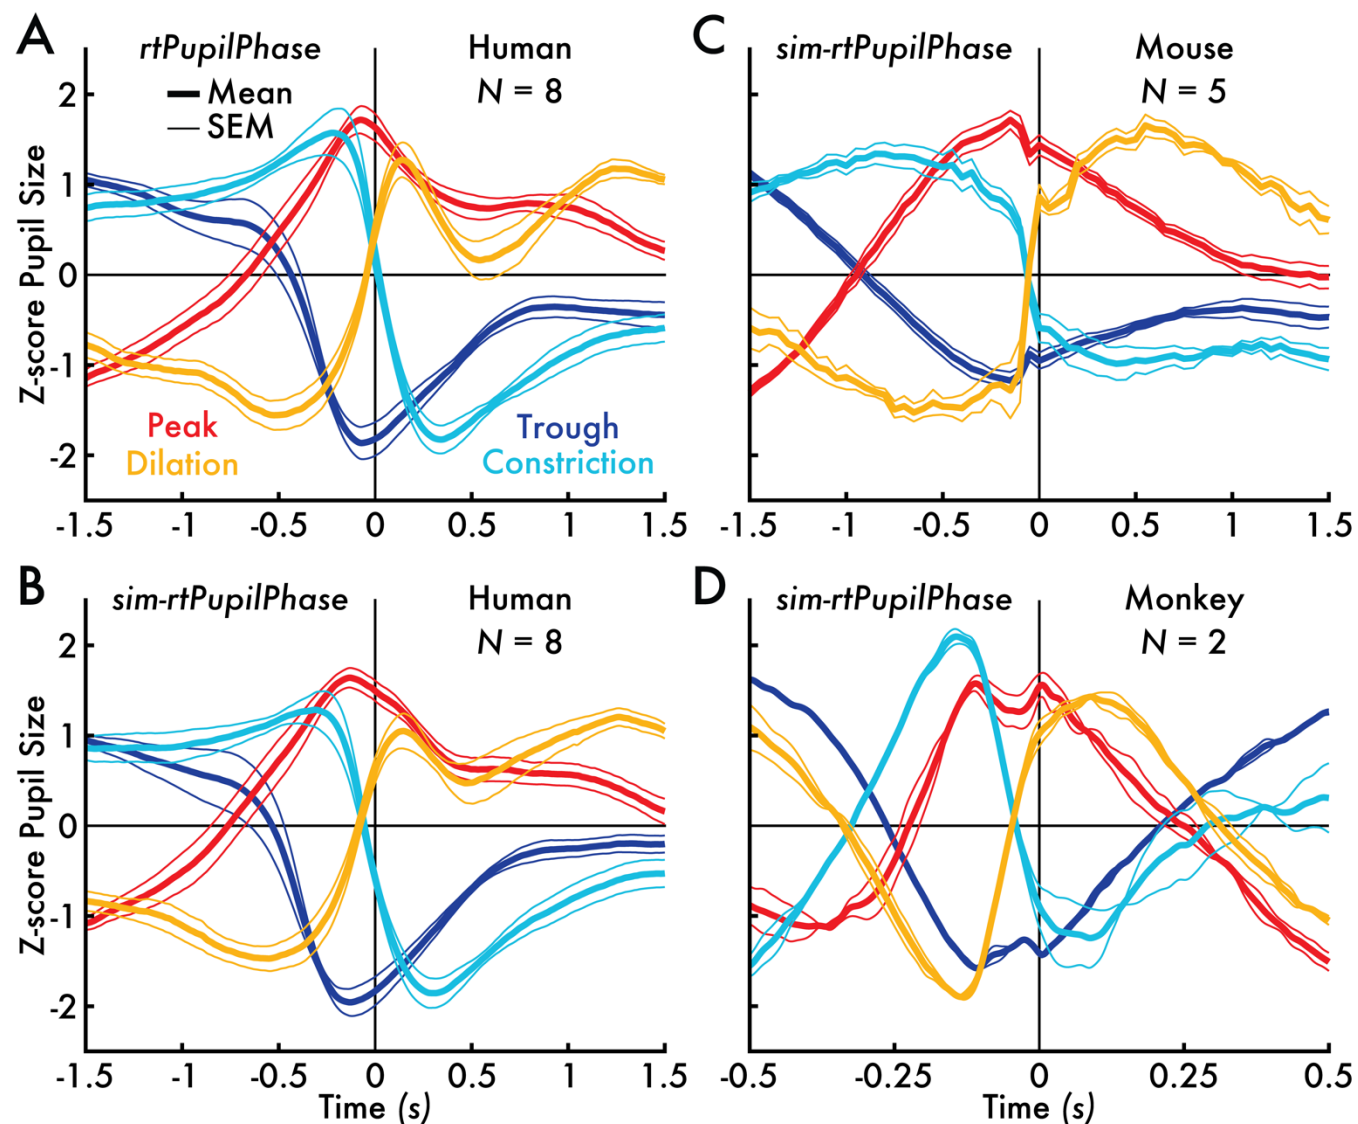 A
rtPupilPhase
Human
Mean
N = 8
SEM
Z-score Pupil Size
2
1
0
-1
-2
Peak
Trough
Dilation
Constriction
-1.5 -1 -0.5 0 0.5 1 1.5
C
sim-rtPupilPhase
Mouse
N = 5
-1.5 -1 -0.5 0 0.5 1 1.5
B
sim-rtPupilPhase
Human
N = 8
Z-score Pupil Size
2
1
0
-1
-2
-1.5 -1 -0.5 0 0.5 1 1.5
Time (s)
D
sim-rtPupilPhase
Monkey
N = 2
-0.5 -0.25 0 0.25 0.5
Time (s)